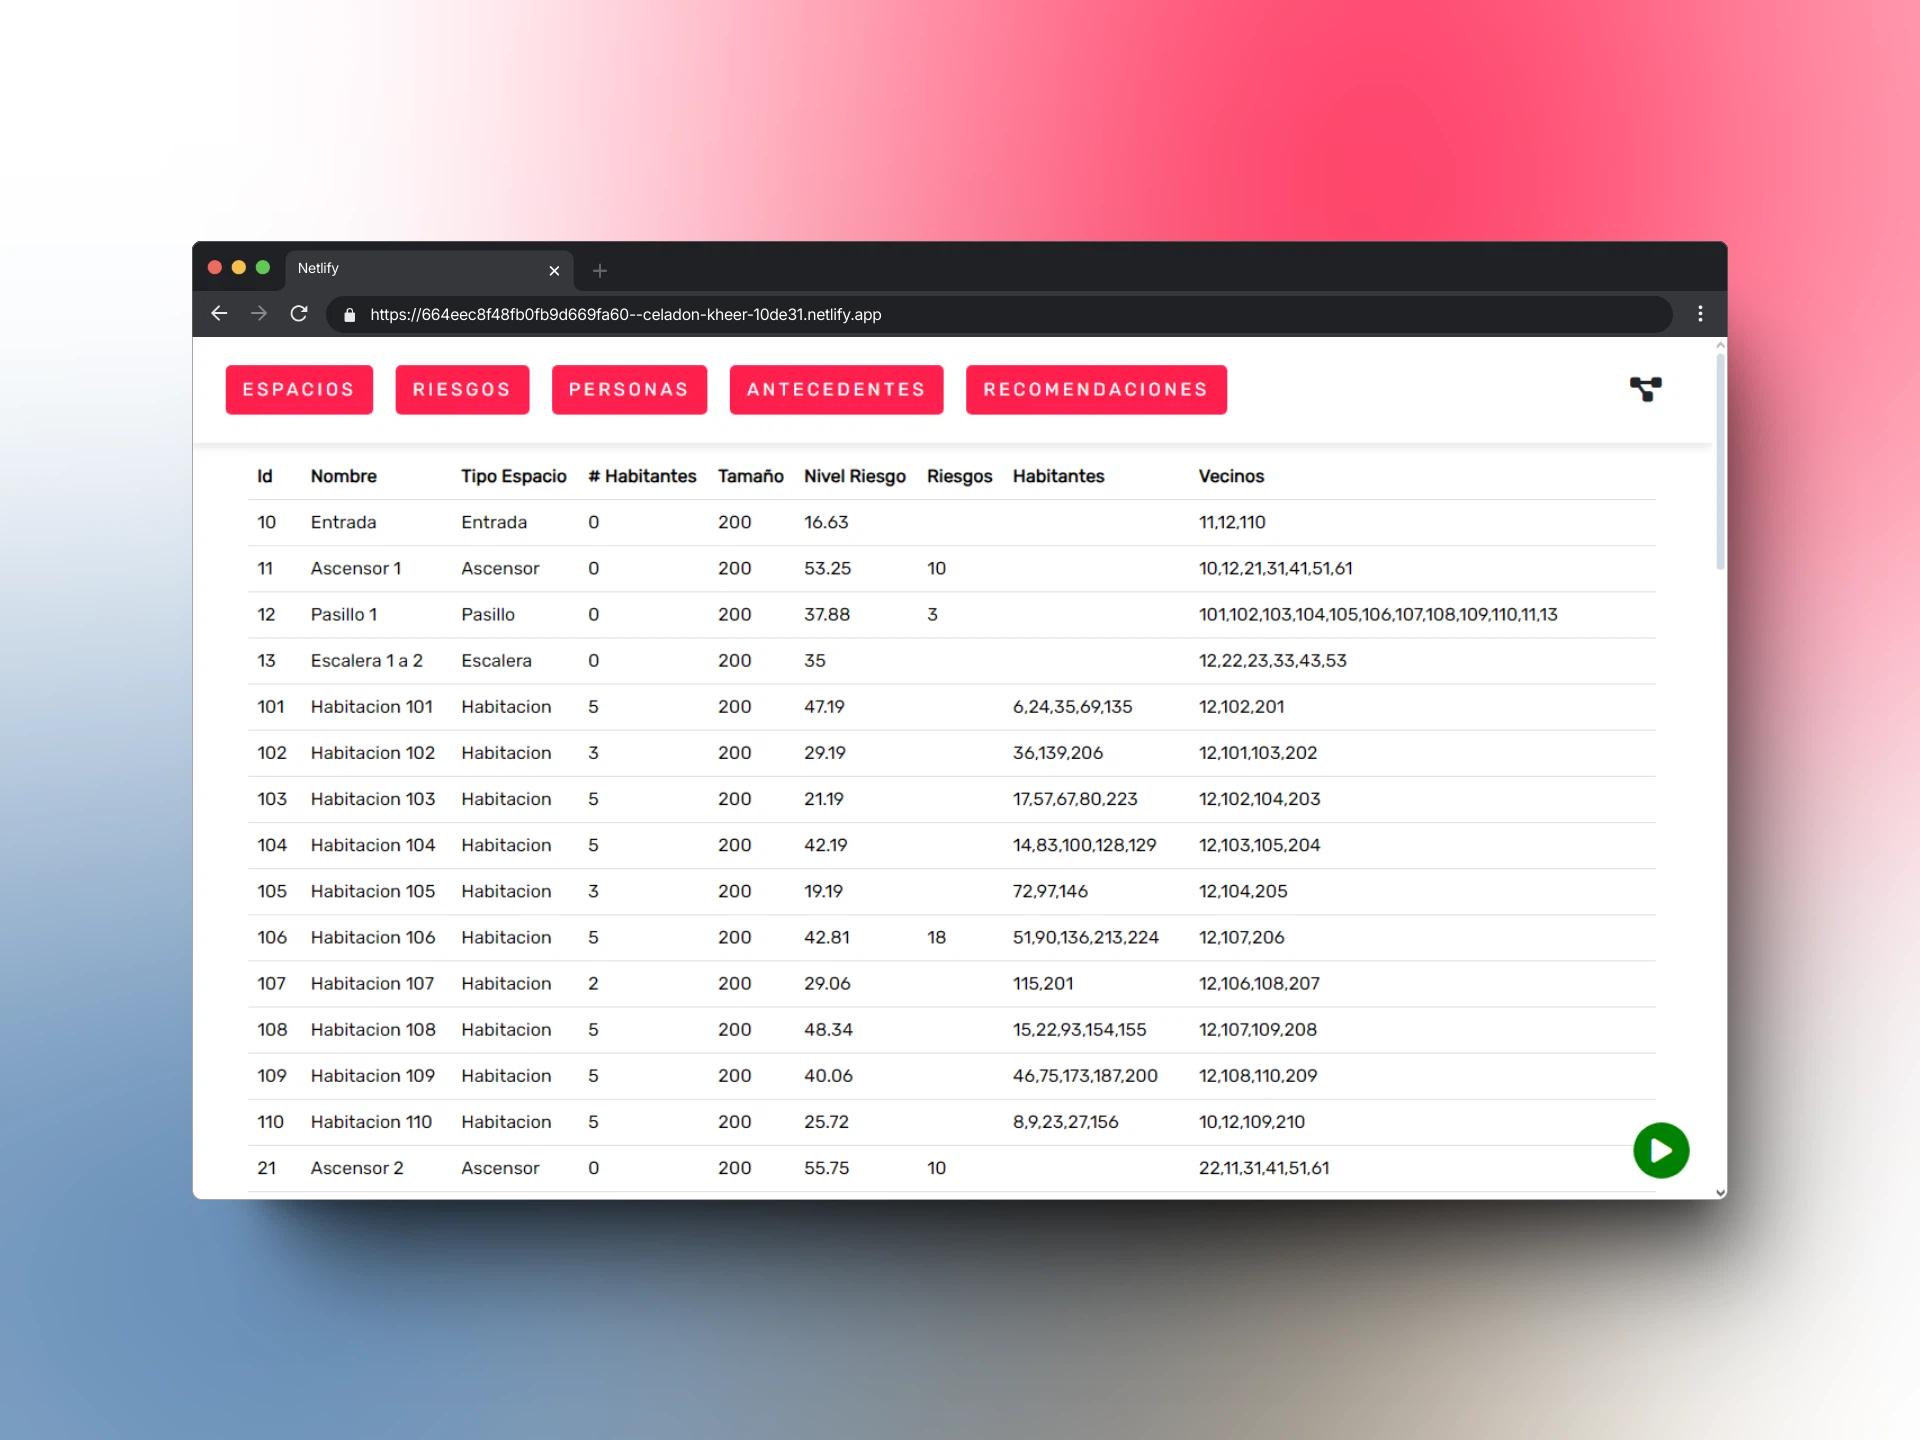 Netlify
https://664eec8f48fb0fb9d669fa60--celadon-kheer-10de31.netlify.app
ESPACIOS RIESGOS PERSONAS ANTECEDENTES RECOMENDACIONES
Id Nombre Tipo Espacio # Habitantes Tamaño Nivel Riesgo Riesgos Habitantes Vecinos
10 Entrada Entrada 0 200 16.63 11,12,110
11 Ascensor 1 Ascensor 0 200 53.25 10 10,12,21,31,41,51,61
12 Pasillo 1 Pasillo 0 200 37.88 3 101,102,103,104,105,106,107,108,109,110,11,13
13 Escalera 1 a 2 Escalera 0 200 35 12,22,23,33,43,53
101 Habitacion 101 Habitacion 5 200 47.19 6,24,35,69,135 12,102,201
102 Habitacion 102 Habitacion 3 200 29.19 36,139,206 12,101,103,202
103 Habitacion 103 Habitacion 5 200 21.19 17,57,67,80,223 12,102,104,203
104 Habitacion 104 Habitacion 5 200 42.19 14,83,100,128,129 12,103,105,204
105 Habitacion 105 Habitacion 3 200 19.19 72,97,146 12,104,205
106 Habitacion 106 Habitacion 5 200 42.81 18 51,90,136,213,224 12,107,206
107 Habitacion 107 Habitacion 2 200 29.06 115,201 12,106,108,207
108 Habitacion 108 Habitacion 5 200 48.34 15,22,93,154,155 12,107,109,208
109 Habitacion 109 Habitacion 5 200 40.06 46,75,173,187,200 12,108,110,209
110 Habitacion 110 Habitacion 5 200 25.72 8,9,23,27,156 10,12,109,210
21 Ascensor 2 Ascensor 0 200 55.75 10 22,11,31,41,51,61